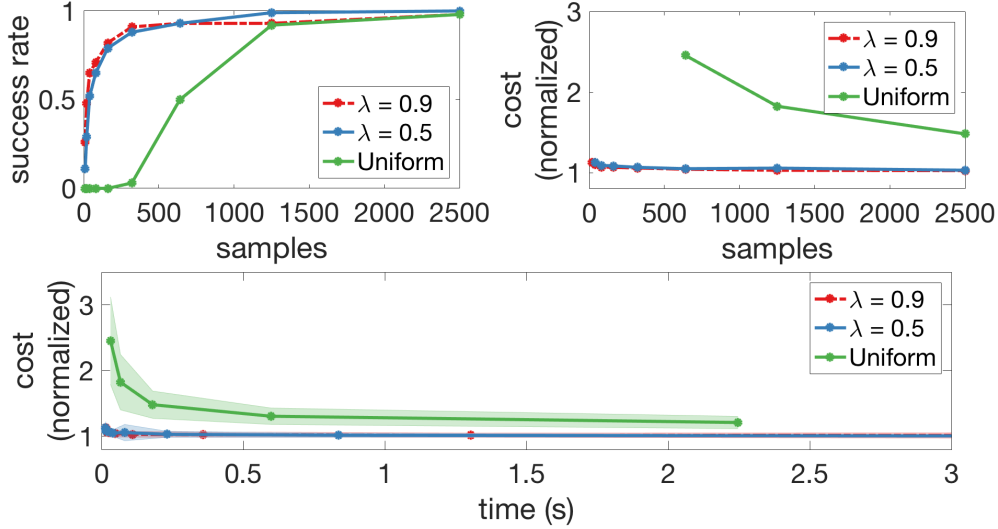 success rate
1
0.5
0
0 500 1000 1500 2000 2500
samples
λ = 0.9
λ = 0.5
Uniform
cost
(normalized)
3
2
1
0 500 1000 1500 2000 2500
samples
λ = 0.9
λ = 0.5
Uniform
cost
(normalized)
3
2
1
0 0.5 1 1.5 2 2.5 3
time (s)
λ = 0.9
λ = 0.5
Uniform